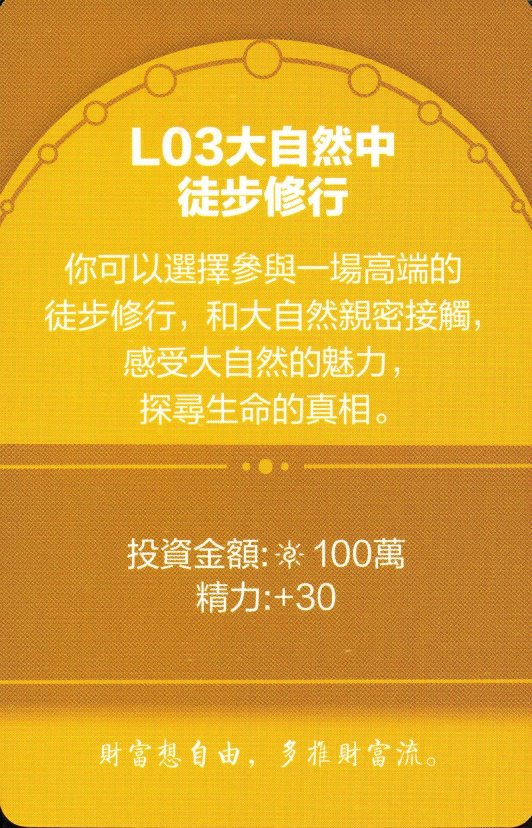 L03大自然中
徒步修行
你可以選擇參與一場高端的
徒步修行，和大自然親密接觸，
感受大自然的魅力，
探尋生命的真相。
投資金額:100萬
精力:+30
財富想自由，多推財富流。